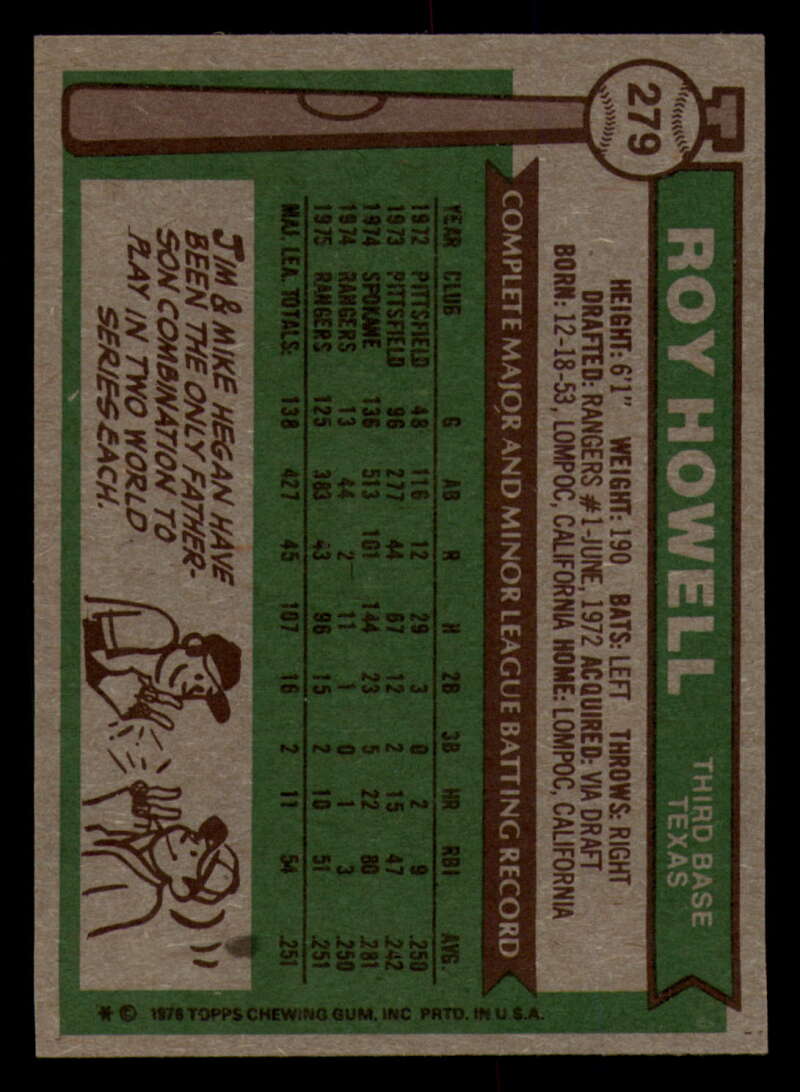 279
ROY HOWELL
THIRD BASE
TEXAS
HEIGHT: 6'1" WEIGHT: 190 BATS: LEFT THROWS: RIGHT
DRAFTED: RANGERS #1-JUNE, 1972 ACQUIRED: VIA DRAFT
BORN: 12-18-53, LOMPOC, CALIFORNIA HOME: LOMPOC, CALIFORNIA
COMPLETE MAJOR AND MINOR LEAGUE BATTING RECORD
YEAR CLUB G AB R H 2B 3B HR RBI AVG.
1972 PITTSFIELD 48 116 12 29 3 0 2 9 .250
1973 PITTSFIELD 96 277 44 67 12 2 15 47 .242
1974 SPOKANE 136 513 101 144 23 5 22 80 .281
1974 RANGERS 13 44 2 11 1 0 1 3 .250
1975 RANGERS 125 383 43 96 15 2 10 51 .251
MAJ. LEA. TOTALS: 138 427 45 107 16 2 11 54 .251
JIM & MIKE HEGAN HAVE
BEEN THE ONLY FATHER-
SON COMBINATION TO
PLAY IN TWO WORLD
SERIES EACH.
* © 1976 TOPPS CHEWING GUM, INC PRTD. IN U.S.A.